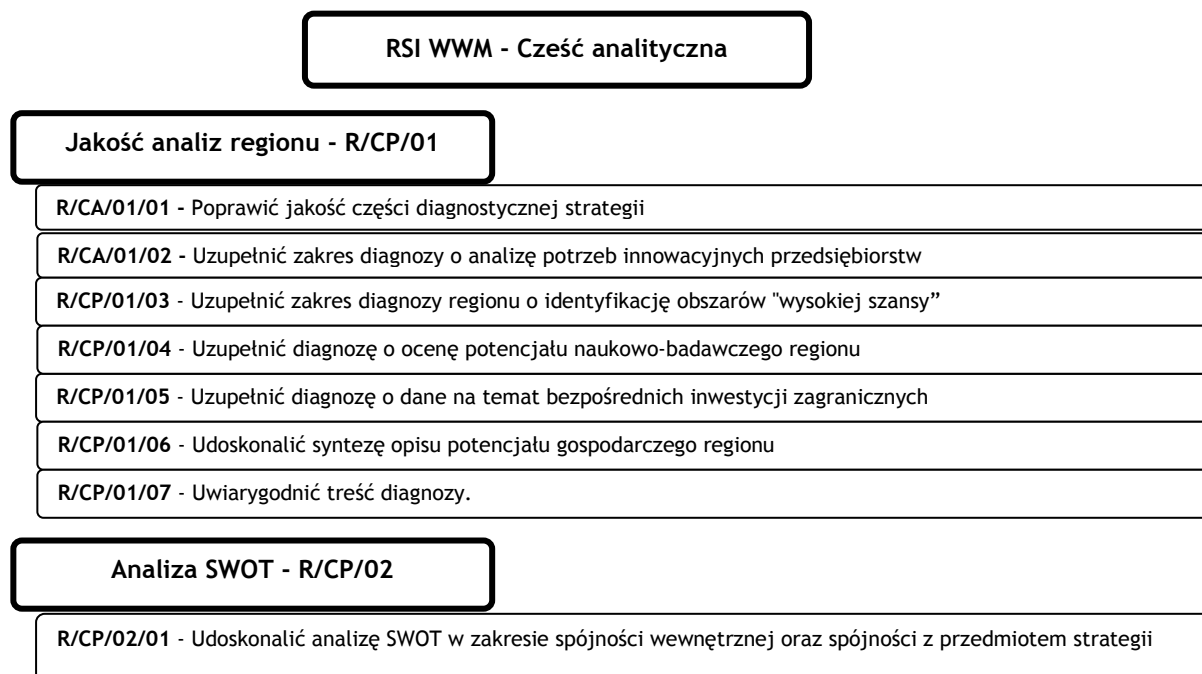 RSI WWM - Cześć analityczna
Jakość analiz regionu - R/CP/01
R/CA/01/01 - Poprawić jakość części diagnostycznej strategii
R/CA/01/02 - Uzupełnić zakres diagnozy o analizę potrzeb innowacyjnych przedsiębiorstw
R/CP/01/03 - Uzupełnić zakres diagnozy regionu o identyfikację obszarów "wysokiej szansy”
R/CP/01/04 - Uzupełnić diagnozę o ocenę potencjału naukowo-badawczego regionu
R/CP/01/05 - Uzupełnić diagnozę o dane na temat bezpośrednich inwestycji zagranicznych
R/CP/01/06 - Udoskonalić syntezę opisu potencjału gospodarczego regionu
R/CP/01/07 - Uwiarygodnić treść diagnozy.
Analiza SWOT - R/CP/02
R/CP/02/01 - Udoskonalić analizę SWOT w zakresie spójności wewnętrznej oraz spójności z przedmiotem strategii